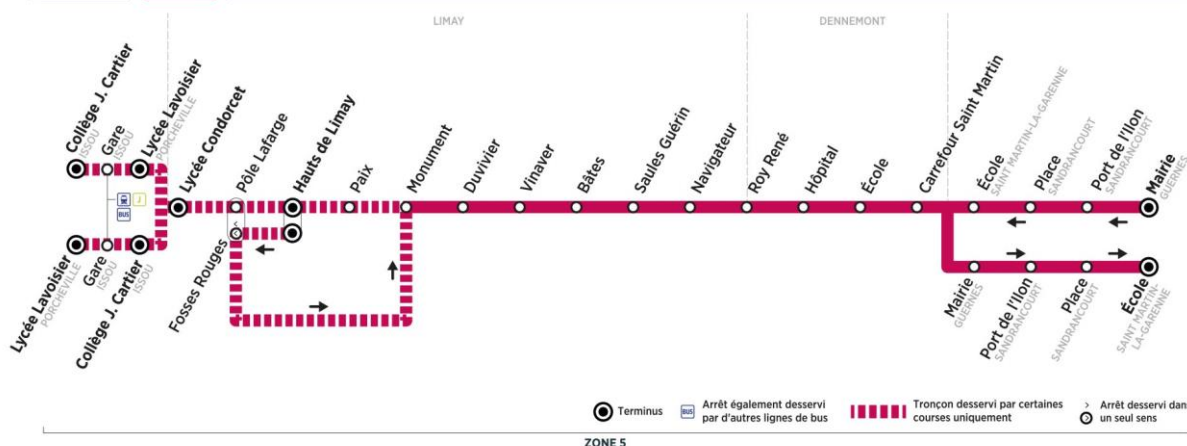 LIMAY
DENNEMONT
Collège J. Cartier
ISSOU
Gare
ISSOU
Lycée Lavoisier
PORCHEVILLE
Lycée Condorcet
Pôle Lafarge
Hauts de Limay
Paix
Monument
Duvivier
Vinaver
Bâtes
Saules Guérin
Navigateur
Roy René
Hôpital
École
Carrefour Saint Martin
École
SAINT MARTIN-LA-GARENNE
Place
SANDRANCOURT
Port de l'Ilon
SANDRANCOURT
Mairie
GUERNES
J
BUS
Lycée Lavoisier
PORCHEVILLE
Gare
ISSOU
Collège J. Cartier
ISSOU
Fosses Rouges
Mairie
GUERNES
Port de l'Ilon
SANDRANCOURT
Place
SANDRANCOURT
École
SAINT MARTIN-
LA-GARENNE
Terminus
BUS
Arrêt également desservi
par d'autres lignes de bus
Tronçon desservi par certaines
courses uniquement
Arrêt desservi dan
un seul sens
ZONE 5